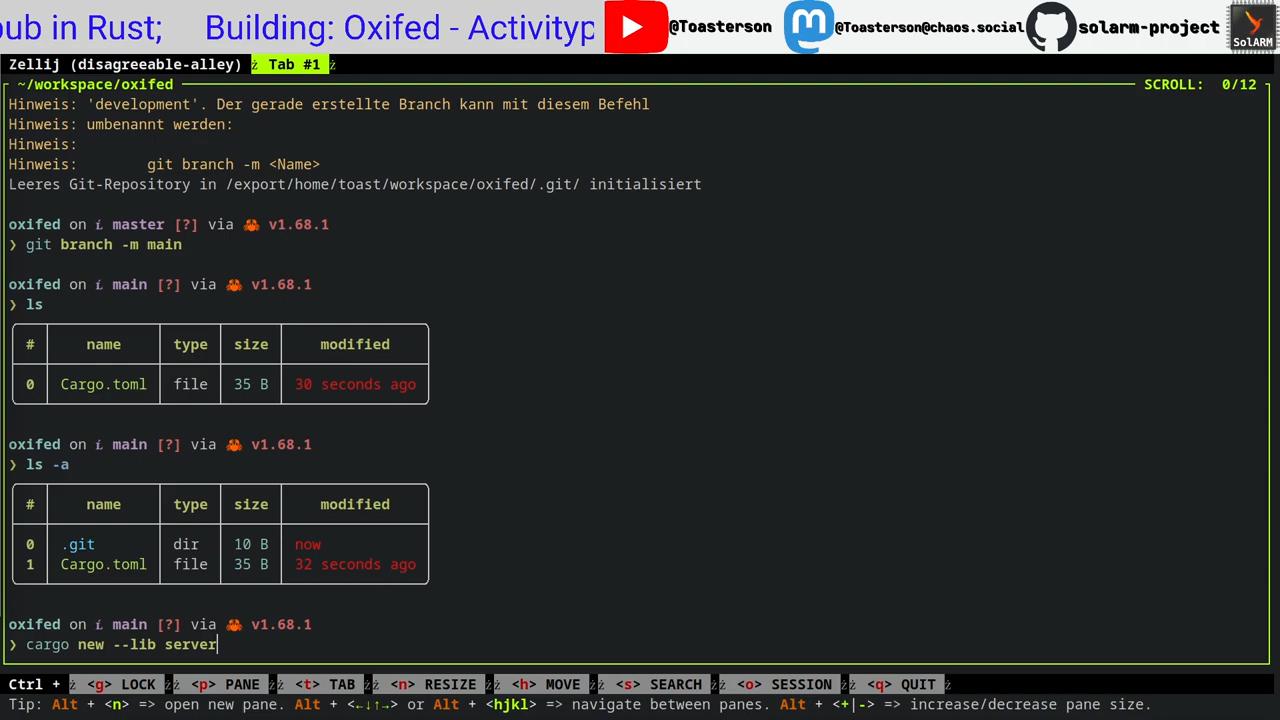 pub in Rust;    Building: Oxifed - Activityp
@Toasterson
@Toasterson@chaos.social
solarm-project
SolARM
Zellij (disagreeable-alley) Tab #1
~/workspace/oxifed SCROLL: 0/12
Hinweis: 'development'. Der gerade erstellte Branch kann mit diesem Befehl
Hinweis: umbenannt werden:
Hinweis:
Hinweis:        git branch -m <Name>
Leeres Git-Repository in /export/home/toast/workspace/oxifed/.git/ initialisiert
oxifed on master [?] via 🦀 v1.68.1
❯ git branch -m main
oxifed on main [?] via 🦀 v1.68.1
❯ ls
# name type size modified
0 Cargo.toml file 35 B 30 seconds ago
oxifed on main [?] via 🦀 v1.68.1
❯ ls -a
# name type size modified
0 .git dir 10 B now
1 Cargo.toml file 35 B 32 seconds ago
oxifed on main [?] via 🦀 v1.68.1
❯ cargo new --lib server
Ctrl + <g> LOCK <p> PANE <t> TAB <n> RESIZE <h> MOVE <s> SEARCH <o> SESSION <q> QUIT
Tip: Alt + <n> => open new pane. Alt + <←↓↑→> or Alt + <hjkl> => navigate between panes. Alt + <+|-> => increase/decrease pane size.